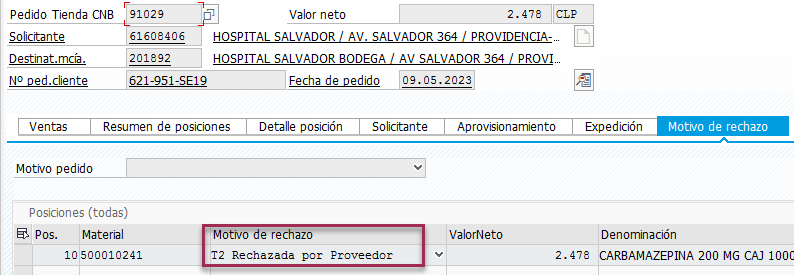 Pedido Tienda CNB 91029 Valor neto 2.478 CLP
Solicitante 61608406 HOSPITAL SALVADOR / AV. SALVADOR 364 / PROVIDENCIA-...
Destinat.mcía. 201892 HOSPITAL SALVADOR BODEGA / AV SALVADOR 364 / PROVI...
Nº ped.cliente 621-951-SE19 Fecha de pedido 09.05.2023
Ventas Resumen de posiciones Detalle posición Solicitante Aprovisionamiento Expedición Motivo de rechazo
Motivo pedido
Posiciones (todas)
Pos. Material Motivo de rechazo ValorNeto Denominación
10 500010241 T2 Rechazada por Proveedor 2.478 CARBAMAZEPINA 200 MG CAJ 1000